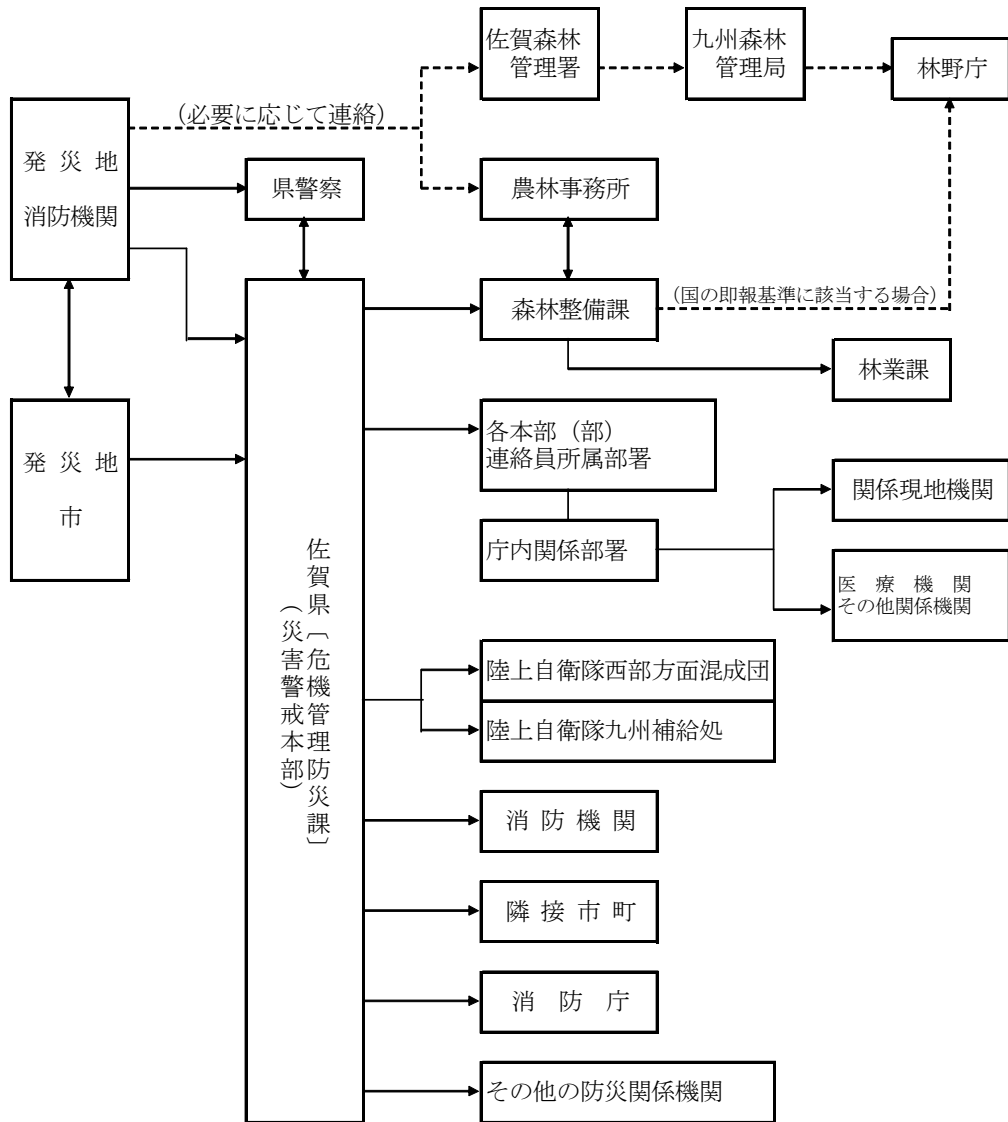 佐賀森林
管理署
九州森林
管理局
林野庁
(必要に応じて連絡)
発災地
消防機関
県警察
農林事務所
森林整備課
(国の即報基準に該当する場合)
林業課
発災地
市
各本部（部）
連絡員所属部署
関係現地機関
庁内関係部署
医療機関
その他関係機関
佐賀県〔危機管理防災課〕
(災害警戒本部)
陸上自衛隊西部方面混成団
陸上自衛隊九州補給処
消防機関
隣接市町
消防庁
その他の防災関係機関